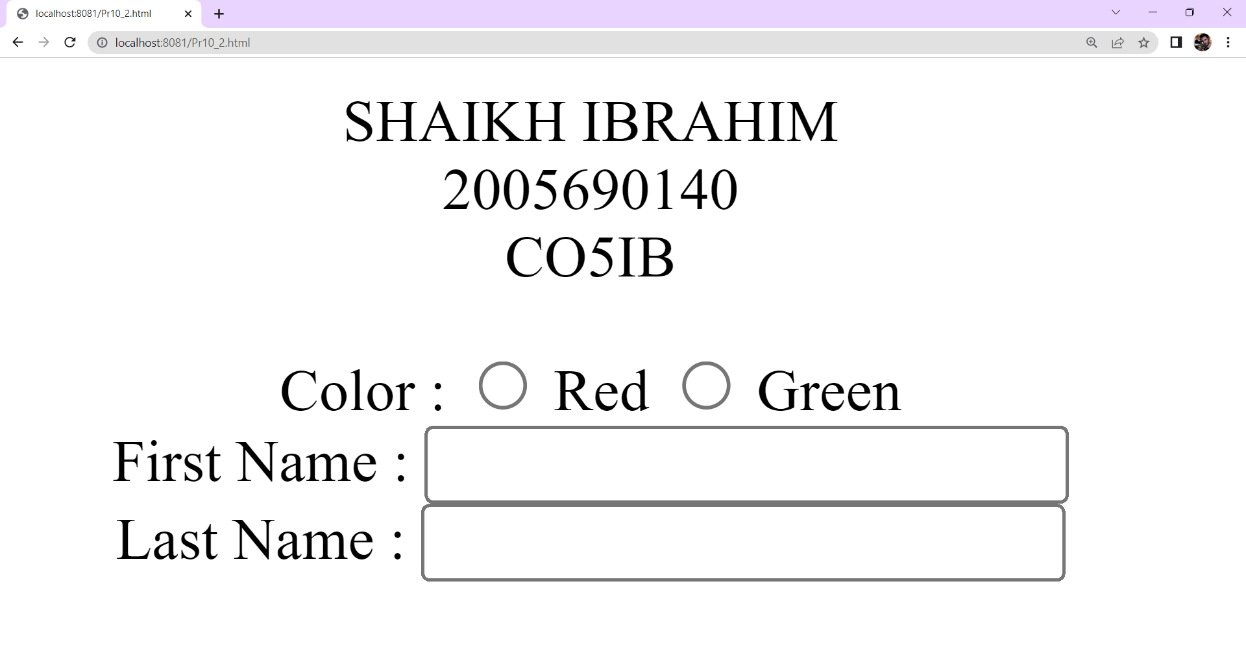 localhost:8081/Pr10_2.html
localhost:8081/Pr10_2.html
SHAIKH IBRAHIM
2005690140
CO5IB
Color : Red Green
First Name :
Last Name :